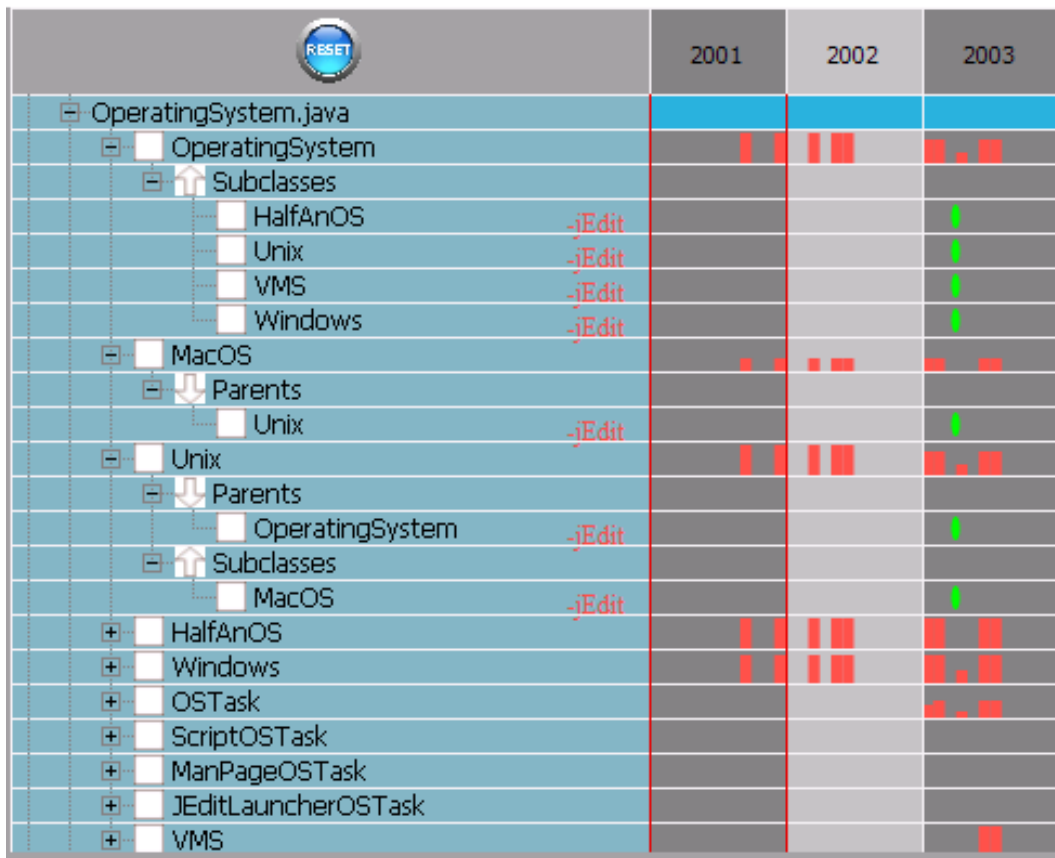 RESET 2001 2002 2003
OperatingSystem.java
OperatingSystem
Subclasses
HalfAnOS -jEdit
Unix -jEdit
VMS -jEdit
Windows -jEdit
MacOS
Parents
Unix -jEdit
Unix
Parents
OperatingSystem -jEdit
Subclasses
MacOS -jEdit
HalfAnOS
Windows
OSTask
ScriptOSTask
ManPageOSTask
JEditLauncherOSTask
VMS